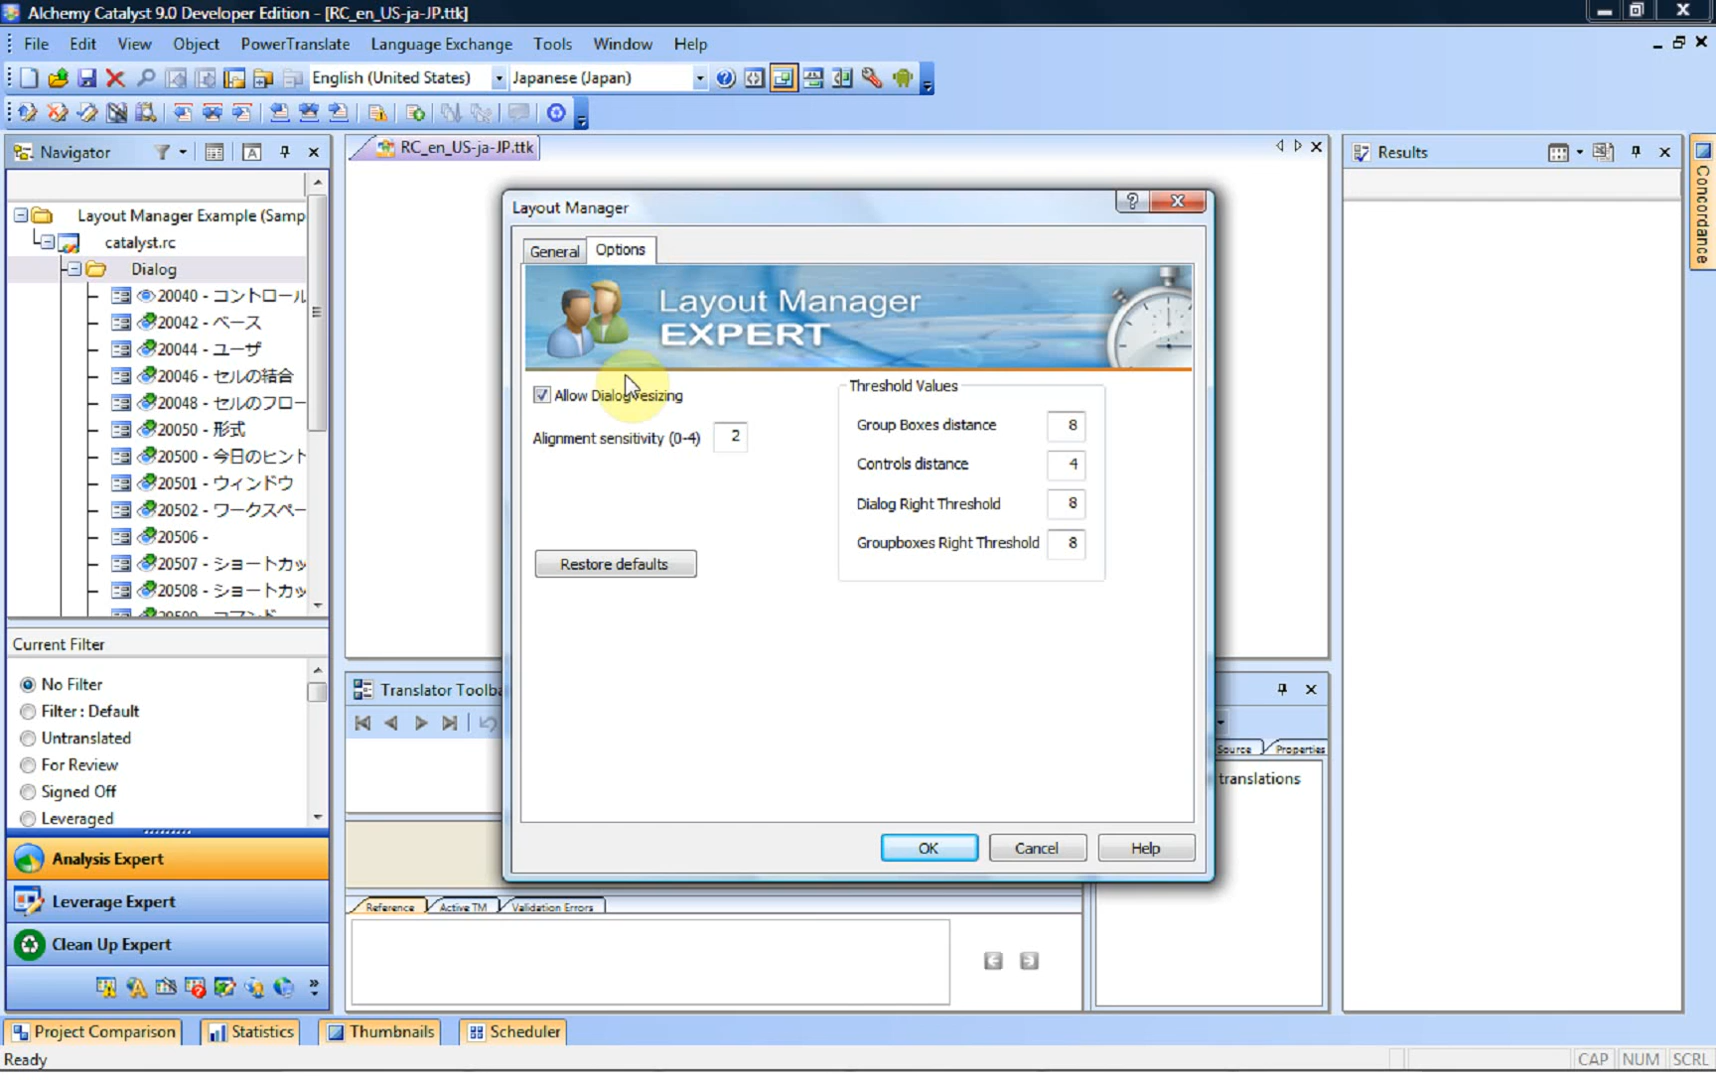 Alchemy Catalyst 9.0 Developer Edition - [RC_en_US-ja-JP.ttk]
File Edit View Object PowerTranslate Language Exchange Tools Window Help
English (United States) Japanese (Japan)
Navigator
RC_en_US-ja-JP.ttk
Results
Concordance
Layout Manager Example (Samp
catalyst.rc
Dialog
20040 - コントロール
20042 - ベース
20044 - ユーザ
20046 - セルの結合
20048 - セルのフロー
20050 - 形式
20500 - 今日のヒント
20501 - ウィンドウ
20502 - ワークスペー
20506 -
20507 - ショートカッ
20508 - ショートカッ
20509 - コマンド
Current Filter
No Filter
Filter : Default
Untranslated
For Review
Signed Off
Leveraged
Analysis Expert
Leverage Expert
Clean Up Expert
Layout Manager
General Options
Layout Manager
EXPERT
Allow Dialog resizing
Alignment sensitivity (0-4) 2
Restore defaults
Threshold Values
Group Boxes distance 8
Controls distance 4
Dialog Right Threshold 8
Groupboxes Right Threshold 8
OK Cancel Help
Translator Toolba
Source Properties
translations
Reference Active TM Validation Errors
Project Comparison Statistics Thumbnails Scheduler
Ready
CAP NUM SCRL